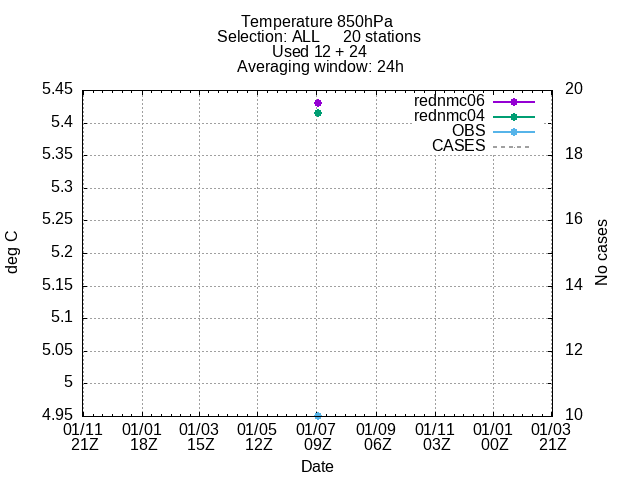 Temperature 850hPa
Selection: ALL 20 stations
Used 12 + 24
Averaging window: 24h
5.45
5.4
5.35
5.3
5.25
5.2
5.15
5.1
5.05
5
4.95
deg C
20
18
16
14
12
10
No cases
rednmc06
rednmc04
OBS
CASES
01/11 01/01 01/03 01/05 01/07 01/09 01/11 01/01 01/03
21Z 18Z 15Z 12Z 09Z 06Z 03Z 00Z 21Z
Date